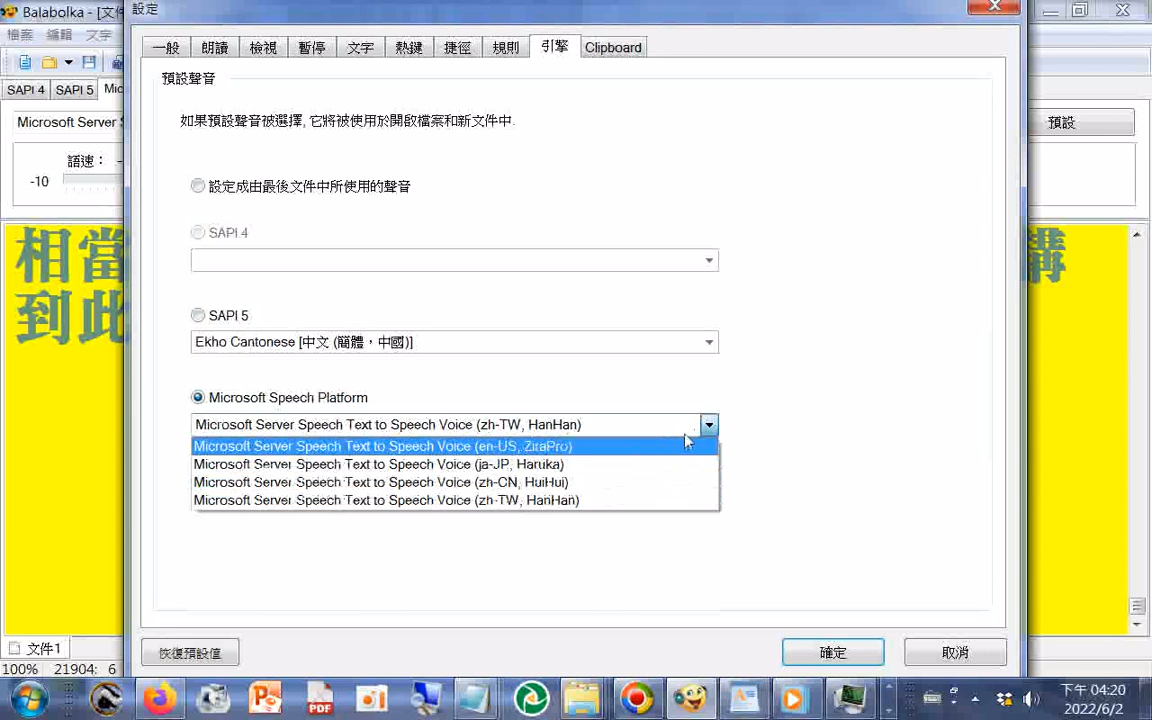 Balabolka - [文件
設定
檔案 編輯 文字
一般 朗讀 檢視 暫停 文字 熱鍵 捷徑 規則 引擎 Clipboard
SAPI 4 SAPI 5
Microsoft Server
預設
語速：
-10
預設聲音
如果預設聲音被選擇, 它將被使用於開啟檔案和新文件中.
設定成由最後文件中所使用的聲音
SAPI 4
SAPI 5
Ekho Cantonese [中文 (簡體，中國)]
Microsoft Speech Platform
Microsoft Server Speech Text to Speech Voice (zh-TW, HanHan)
Microsoft Server Speech Text to Speech Voice (en-US, ZiraPro)
Microsoft Server Speech Text to Speech Voice (ja-JP, Haruka)
Microsoft Server Speech Text to Speech Voice (zh-CN, HuiHui)
Microsoft Server Speech Text to Speech Voice (zh-TW, HanHan)
相當 講
到此
恢復預設值 確定 取消
文件1
100% 21904: 6
下午 04:20
2022/6/2